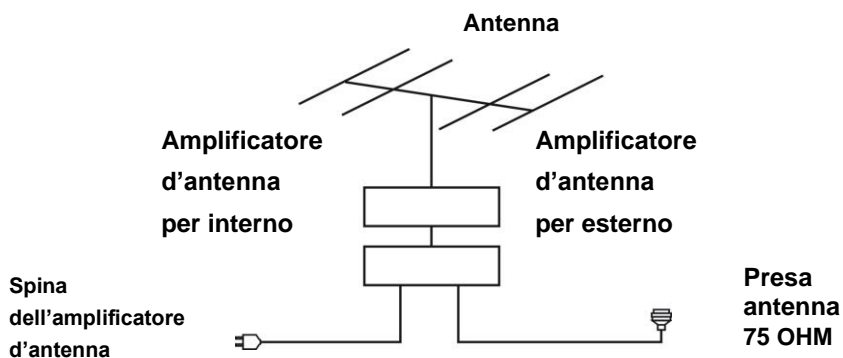 Antenna
Amplificatore
d’antenna
per interno
Amplificatore
d’antenna
per esterno
Spina
dell’amplificatore
d’antenna
Presa
antenna
75 OHM